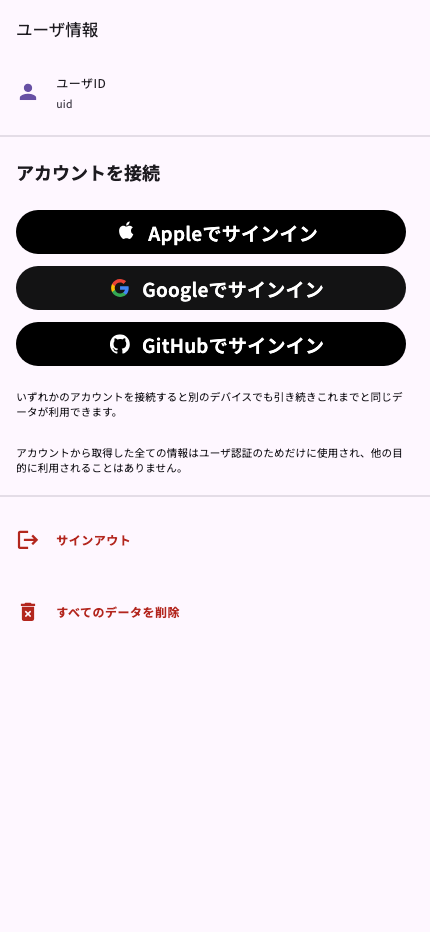 ユーザ情報
ユーザID
uid
アカウントを接続
Appleでサインイン
Googleでサインイン
GitHubでサインイン
いずれかのアカウントを接続すると別のデバイスでも引き続きこれまでと同じデ
ータが利用できます。
アカウントから取得した全ての情報はユーザ認証のためだけに使用され、他の目
的に利用されることはありません。
サインアウト
すべてのデータを削除